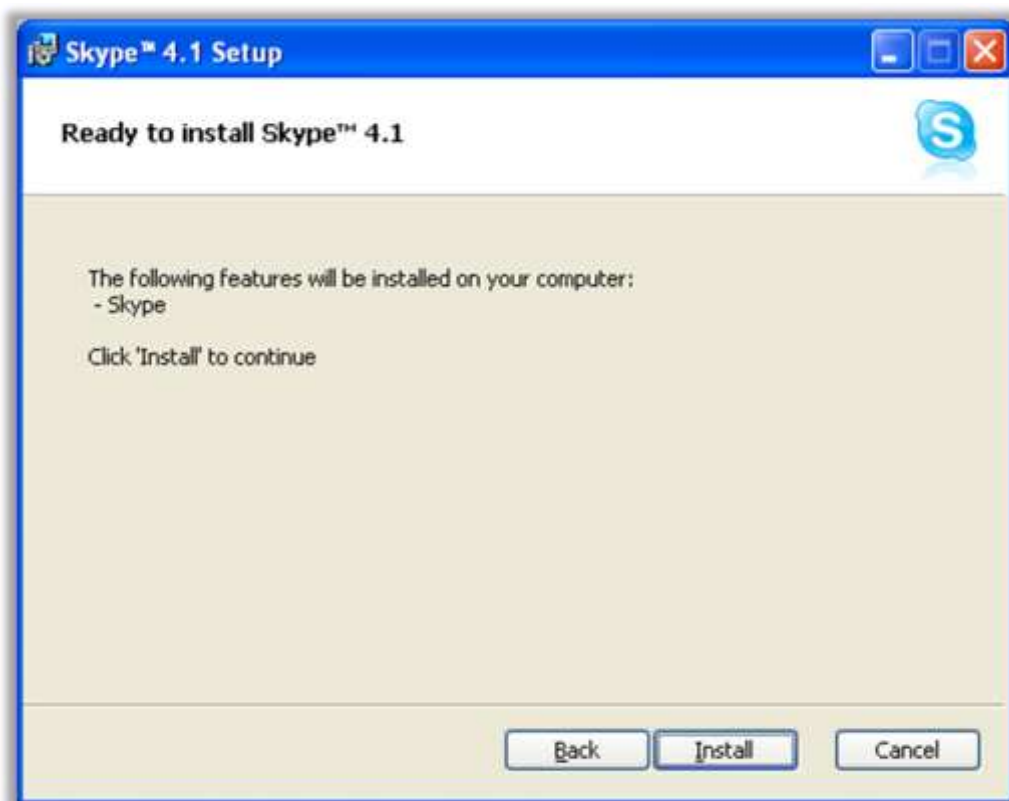 Skype™ 4.1 Setup
Ready to install Skype™ 4.1
S
The following features will be installed on your computer:
- Skype
Click 'Install' to continue
Back
Install
Cancel